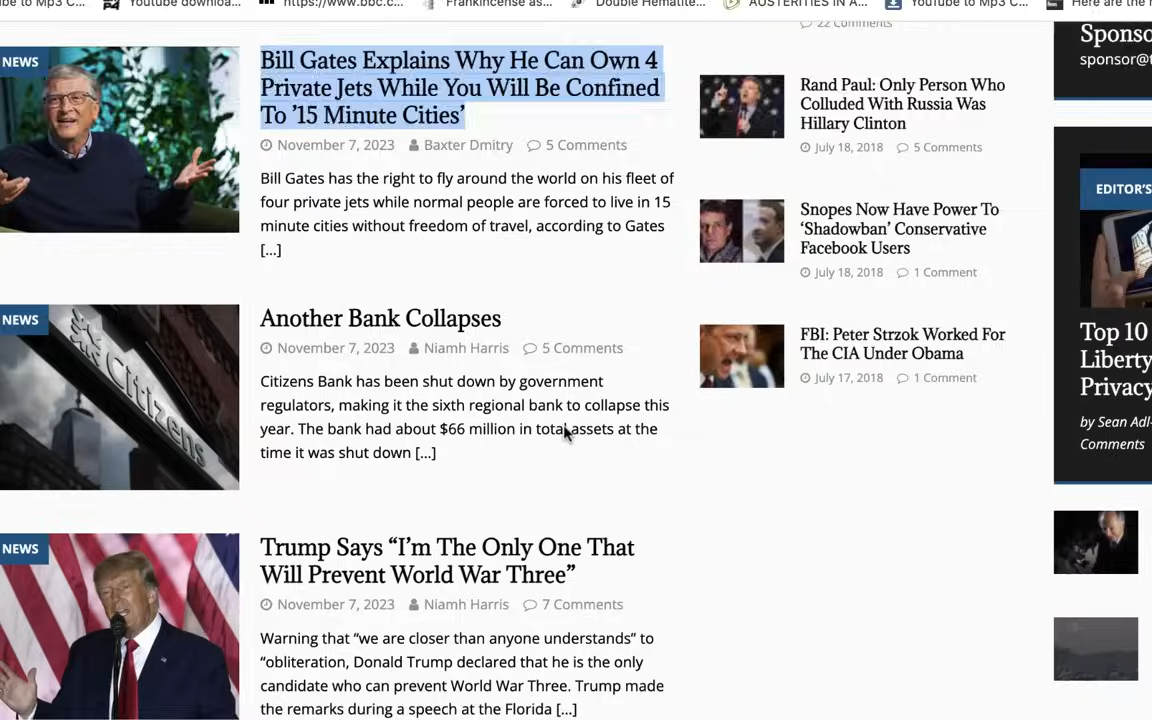 be to Mp3 C...
Youtube downloa...
https://www.bbc.c...
Frankincense as...
Double Hematite...
AUSTERITIES IN A...
YouTube to Mp3 C...
Here are the
NEWS
Bill Gates Explains Why He Can Own 4
Private Jets While You Will Be Confined
To ’15 Minute Cities’
November 7, 2023 Baxter Dmitry 5 Comments
Bill Gates has the right to fly around the world on his fleet of
four private jets while normal people are forced to live in 15
minute cities without freedom of travel, according to Gates
[...]
NEWS
Citizens
Another Bank Collapses
November 7, 2023 Niamh Harris 5 Comments
Citizens Bank has been shut down by government
regulators, making it the sixth regional bank to collapse this
year. The bank had about $66 million in total assets at the
time it was shut down [...]
NEWS
Trump Says “I’m The Only One That
Will Prevent World War Three”
November 7, 2023 Niamh Harris 7 Comments
Warning that “we are closer than anyone understands” to
“obliteration, Donald Trump declared that he is the only
candidate who can prevent World War Three. Trump made
the remarks during a speech at the Florida [...]
22 Comments
Rand Paul: Only Person Who
Colluded With Russia Was
Hillary Clinton
July 18, 2018 5 Comments
Snopes Now Have Power To
‘Shadowban’ Conservative
Facebook Users
July 18, 2018 1 Comment
FBI: Peter Strzok Worked For
The CIA Under Obama
July 17, 2018 1 Comment
Sponso
sponsor@t
EDITOR’S
Top 10
Liberty
Privacy
by Sean Adl-
Comments